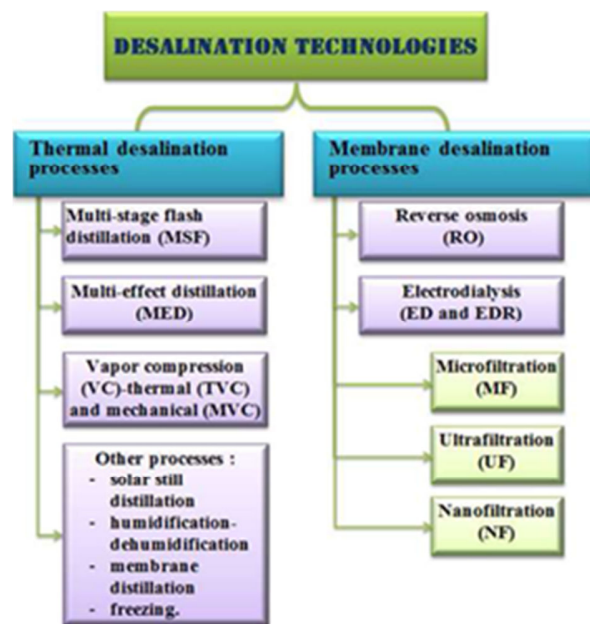 DESALINATION TECHNOLOGIES
Thermal desalination
processes
Multi-stage flash
distillation (MSF)
Multi-effect distillation
(MED)
Vapor compression
(VC)-thermal (TVC)
and mechanical (MVC)
Other processes :
- solar still
distillation
- humidification-
dehumidification
- membrane
distillation
- freezing.
Membrane desalination
processes
Reverse osmosis
(RO)
Electrodialysis
(ED and EDR)
Microfiltration
(MF)
Ultrafiltration
(UF)
Nanofiltration
(NF)